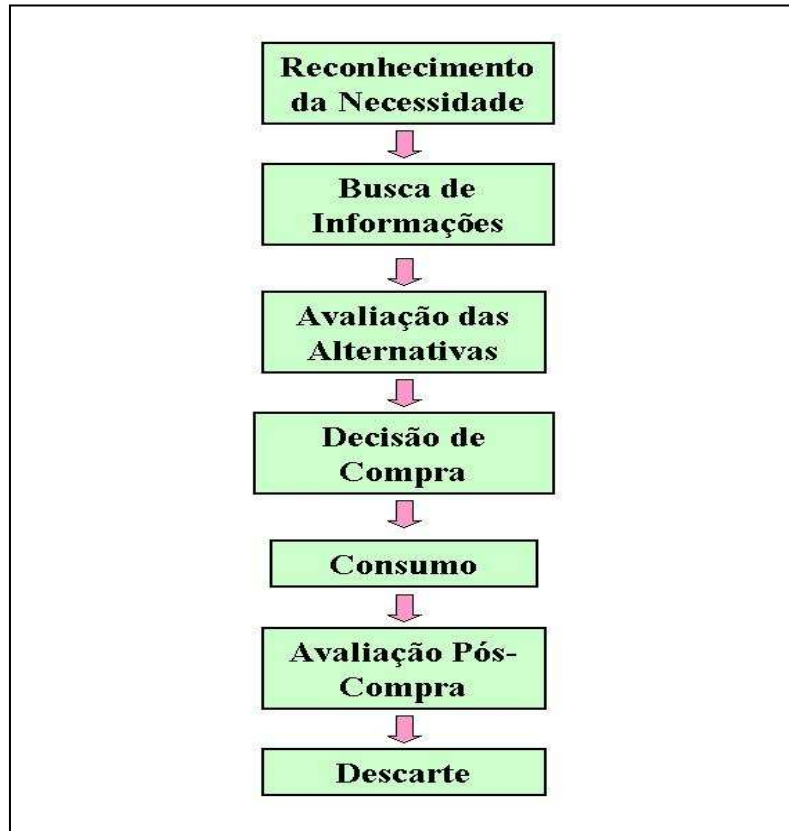 Reconhecimento
da Necessidade
Busca de
Informações
Avaliação das
Alternativas
Decisão de
Compra
Consumo
Avaliação Pós-
Compra
Descarte